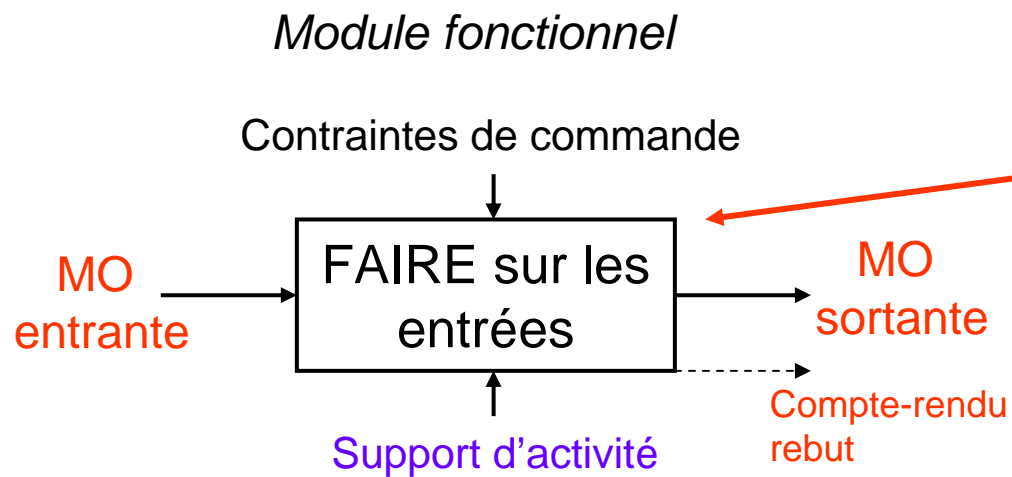 Module fonctionnel
Contraintes de commande
MO
entrante
FAIRE sur les
entrées
MO
sortante
Compte-rendu
rebut
Support d’activité